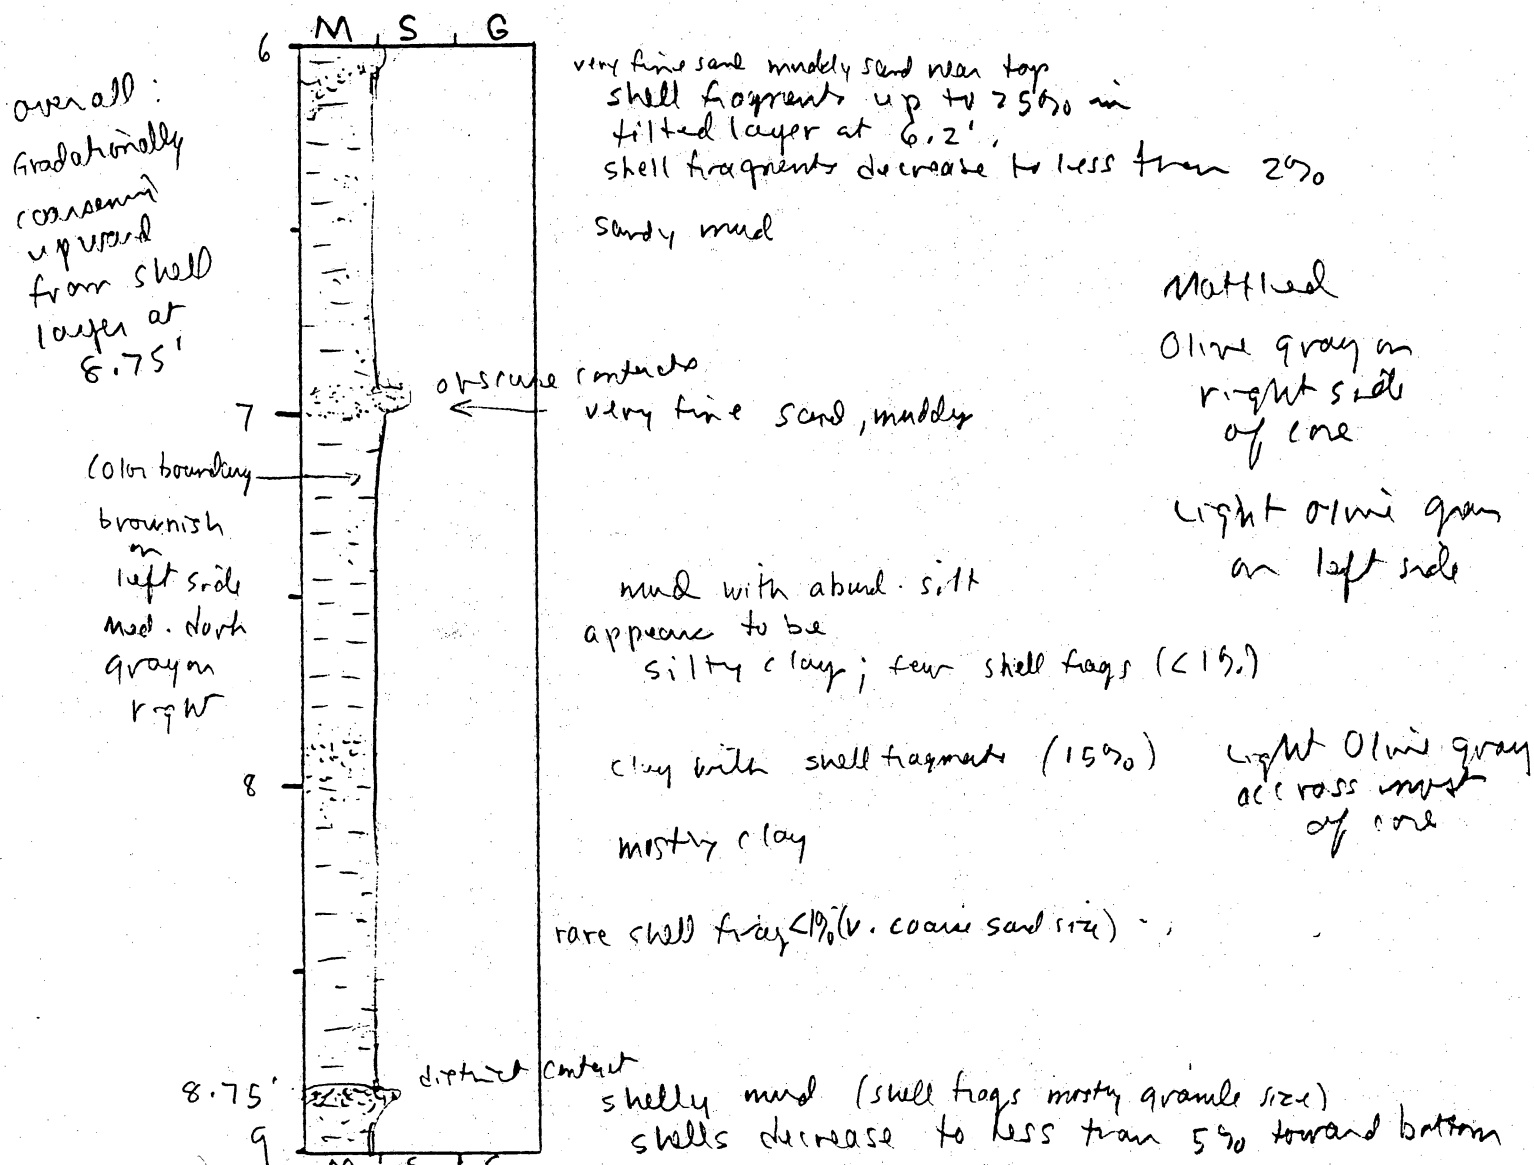 M S G
6
overall:
Gradationally
coarsening
upward
from shell
layer at
8.75'
very fine sand muddy sand near top
shell fragments up to 25% in
tilted layer at 6.2'.
shell fragments decrease to less than 2%
sandy mud
Mottled
Olive gray on
right side
of core
Light olive gray
on left side
obscure contacts
7
very fine sand, muddy
color boundary
brownish
on
left side
med. dark
gray on
right
mud with abund. silt
appears to be
silty clay; few shell frags (<1%)
clay with shell fragments (15%)
Light Olive gray
accross most
of core
8
mostly clay
rare shell frag <1% (v. coarse sand size)
distinct contact
8.75'
shelly mud (shell frags mostly granule size)
shells decrease to less than 5% toward bottom
9
M S G